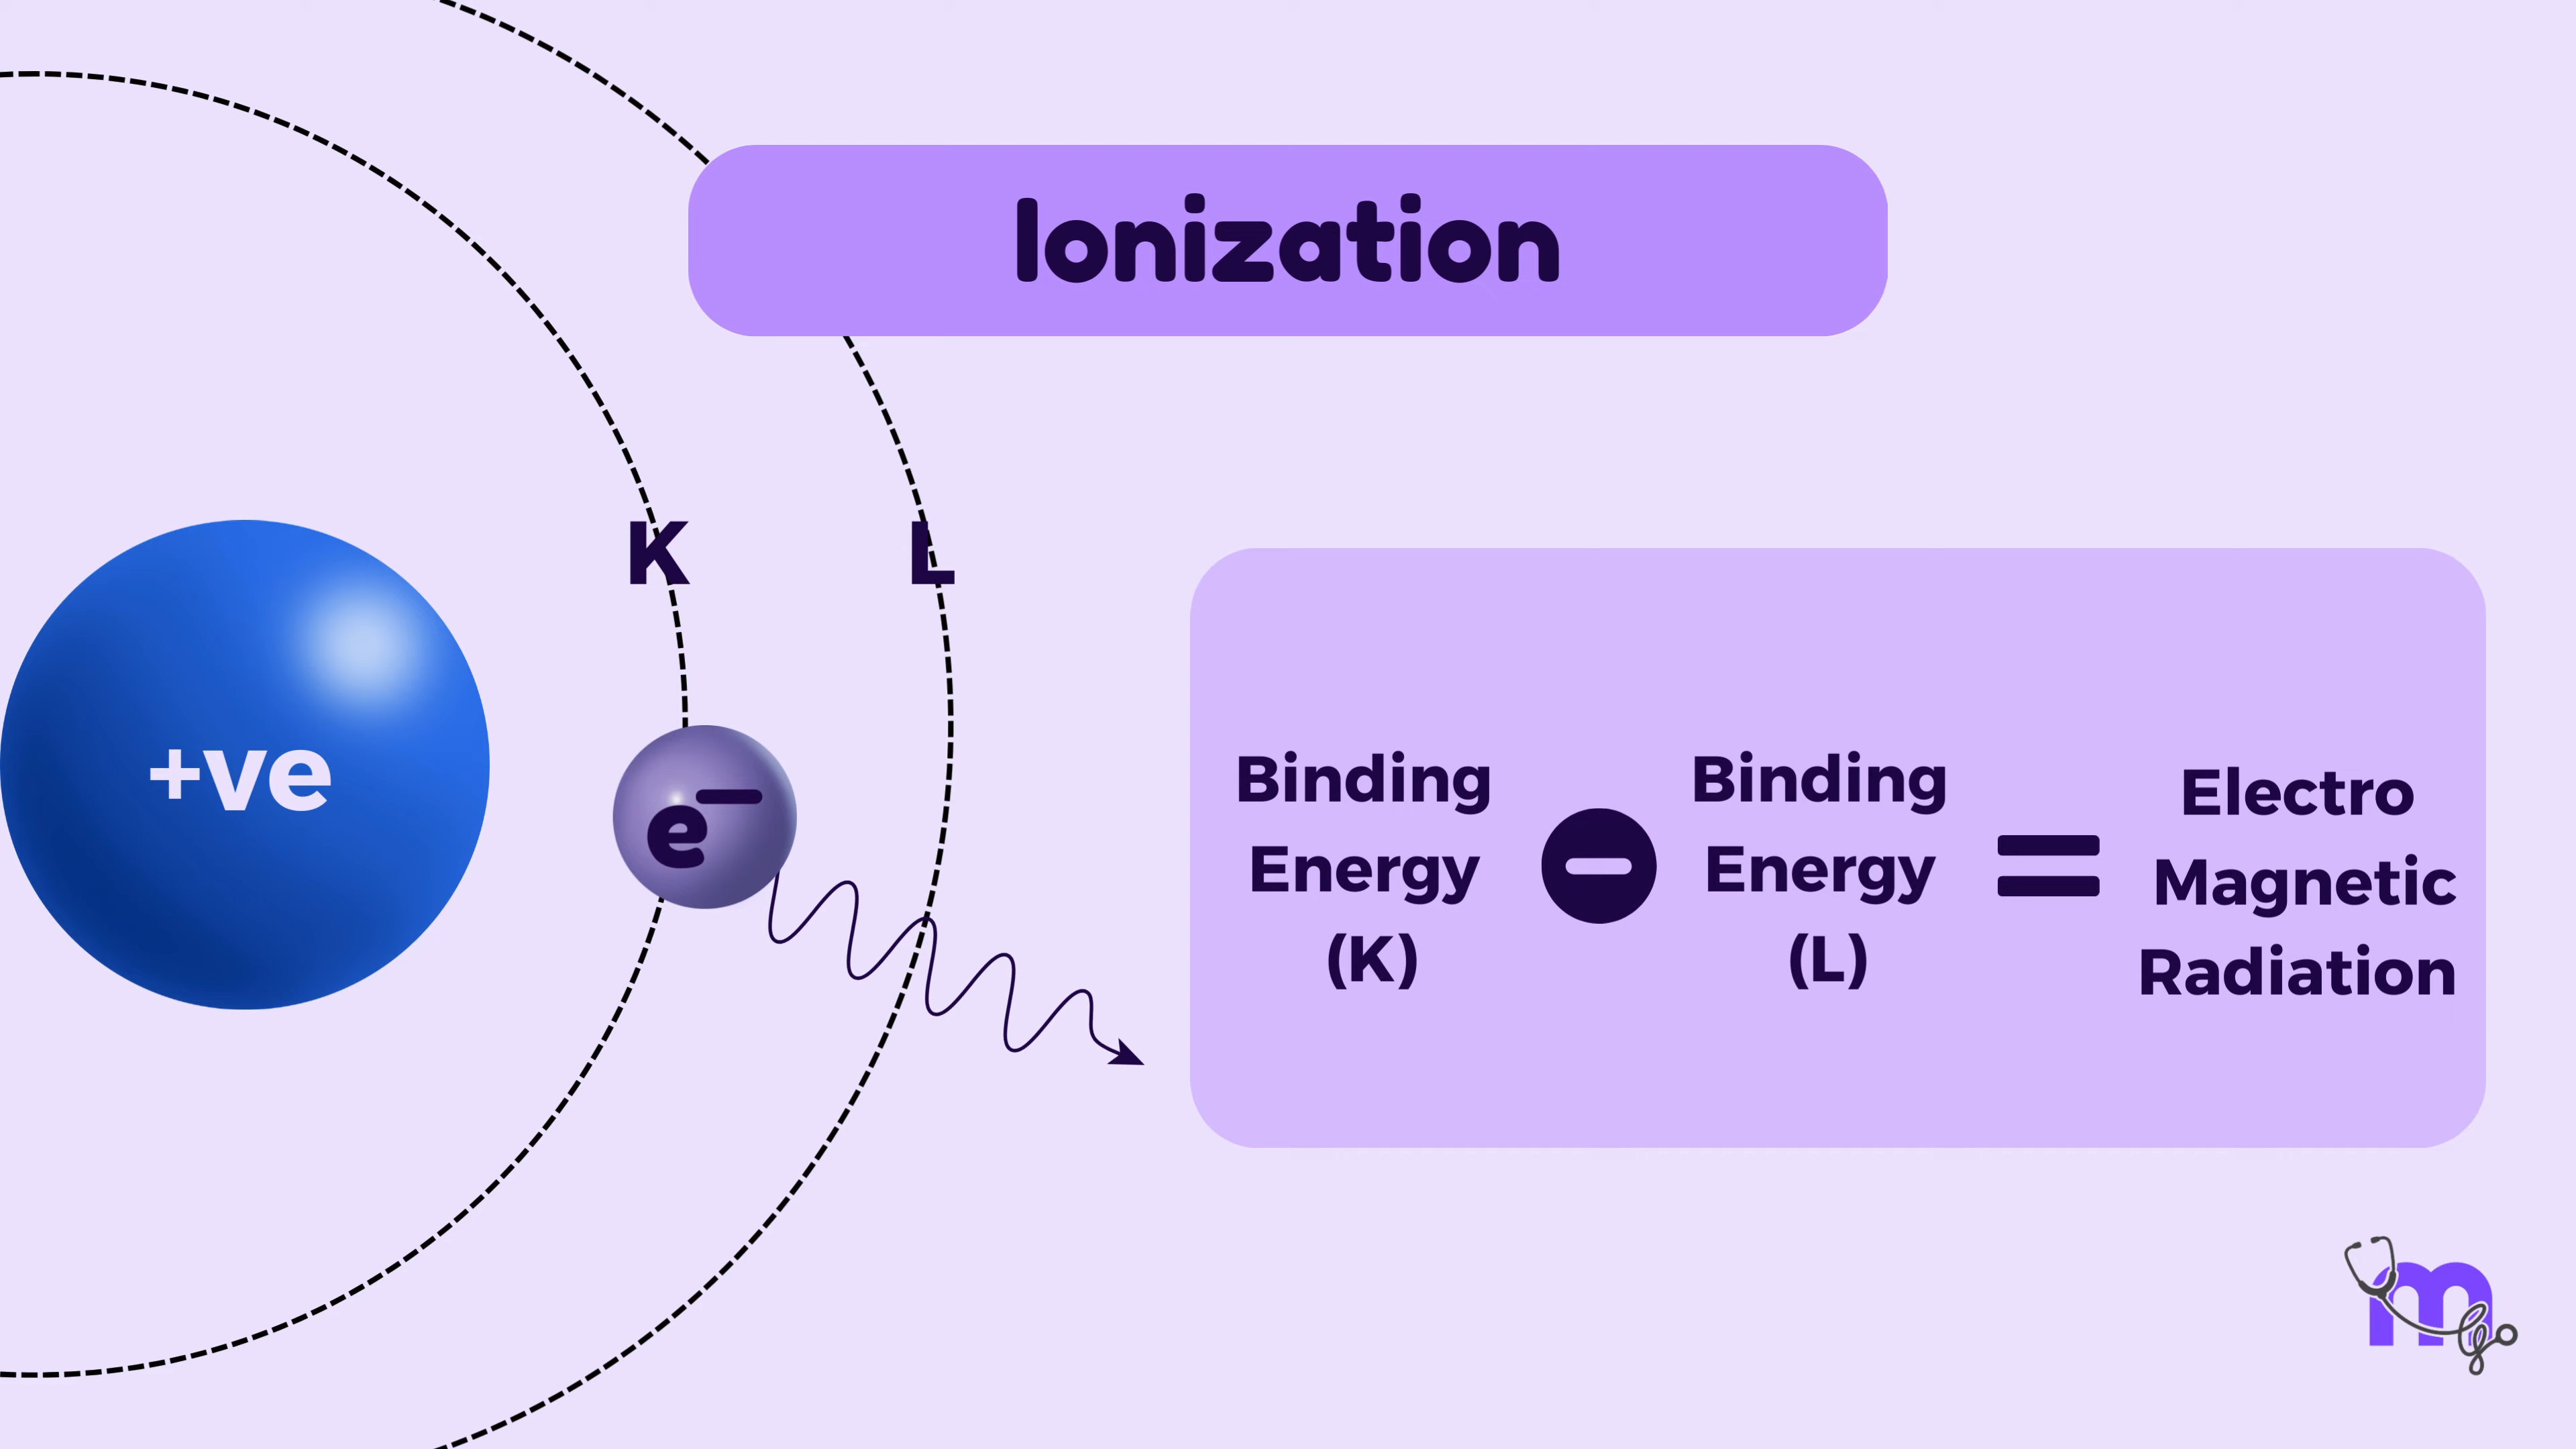 Ionization
K
L
+ve
e−
Binding
Energy
(K)
−
Binding
Energy
(L)
=
Electro
Magnetic
Radiation
m